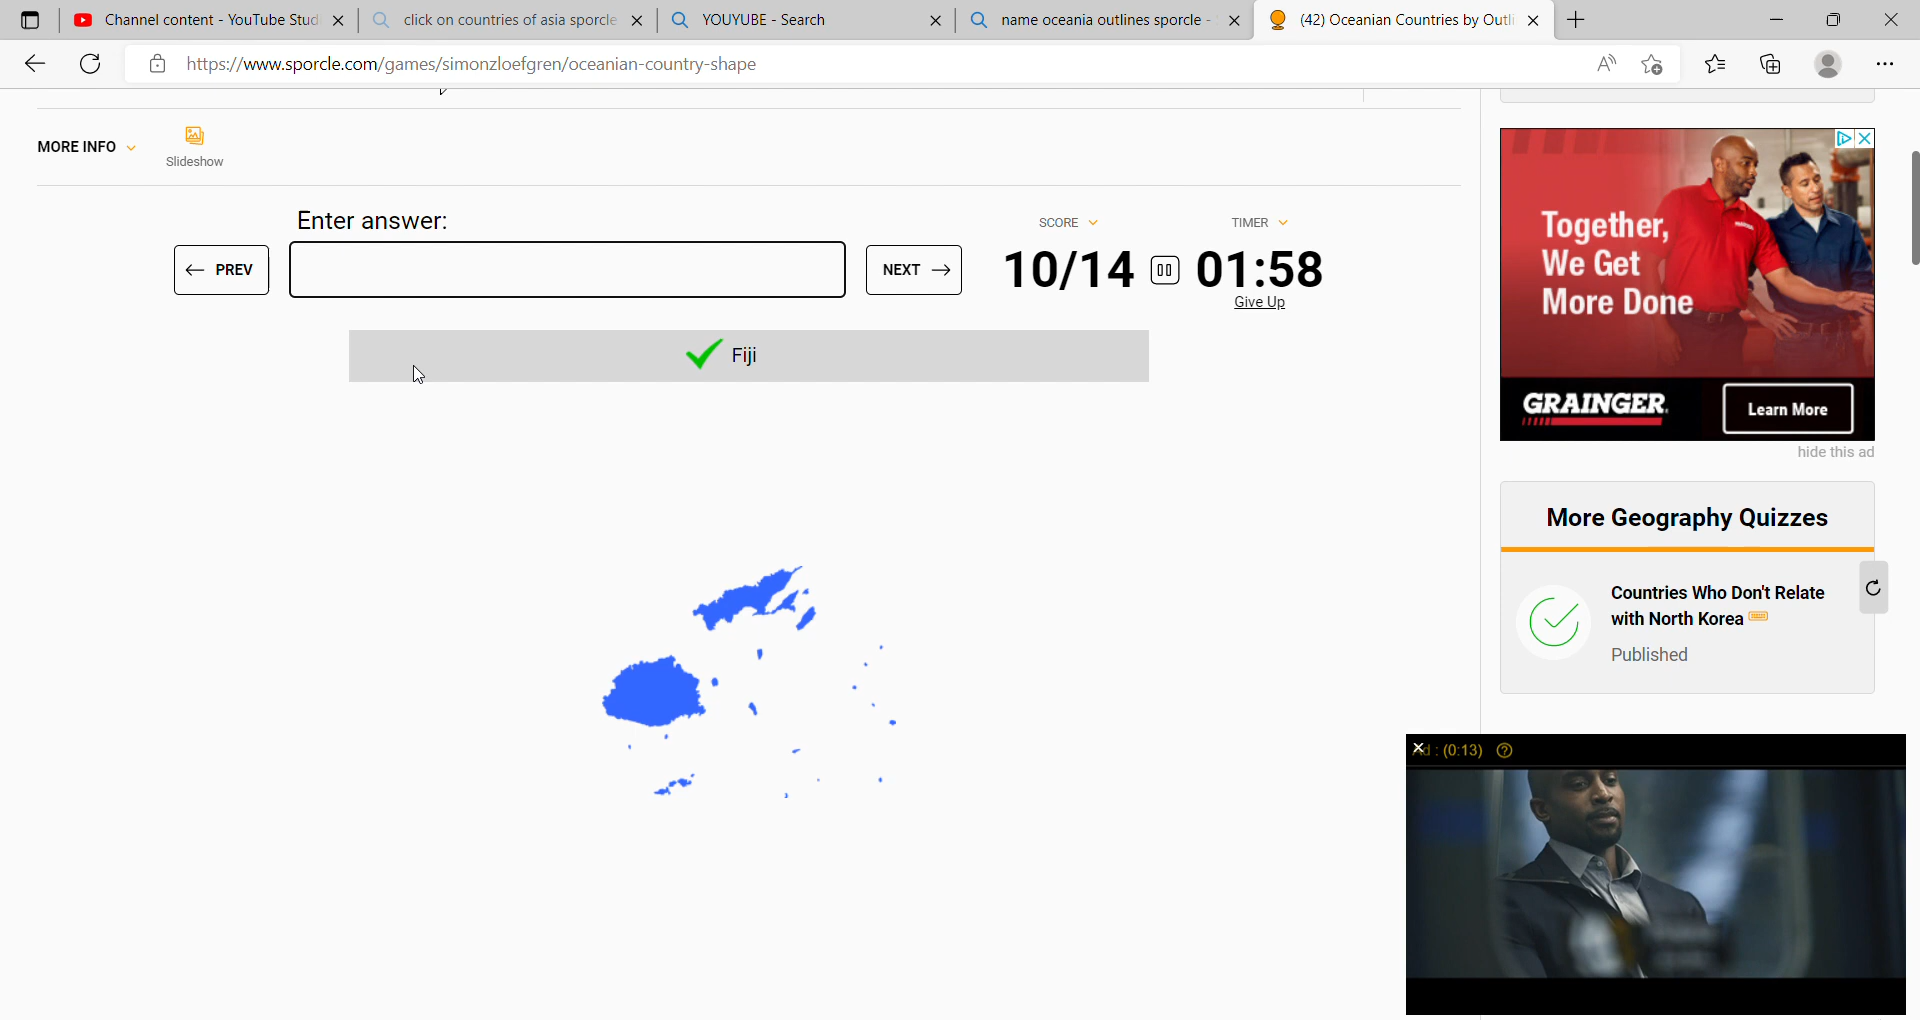 Channel content - YouTube Stud
click on countries of asia sporcle
YOUYUBE - Search
name oceania outlines sporcle -
(42) Oceanian Countries by Outli
https://www.sporcle.com/games/simonzloefgren/oceanian-country-shape
MORE INFO
Slideshow
Enter answer:
PREV
NEXT
SCORE
TIMER
10/14
01:58
Give Up
Fiji
Together,
We Get
More Done
GRAINGER
Learn More
hide this ad
More Geography Quizzes
Countries Who Don't Relate
with North Korea
Published
Ad : (0:13)